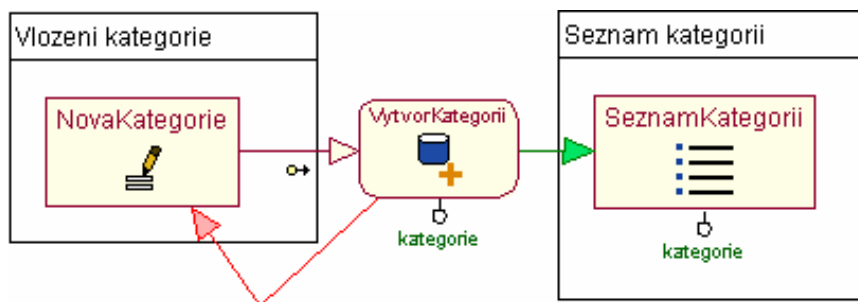 Vlozeni kategorie
NovaKategorie
VytvorKategorii
kategorie
Seznam kategorii
SeznamKategorii
kategorie